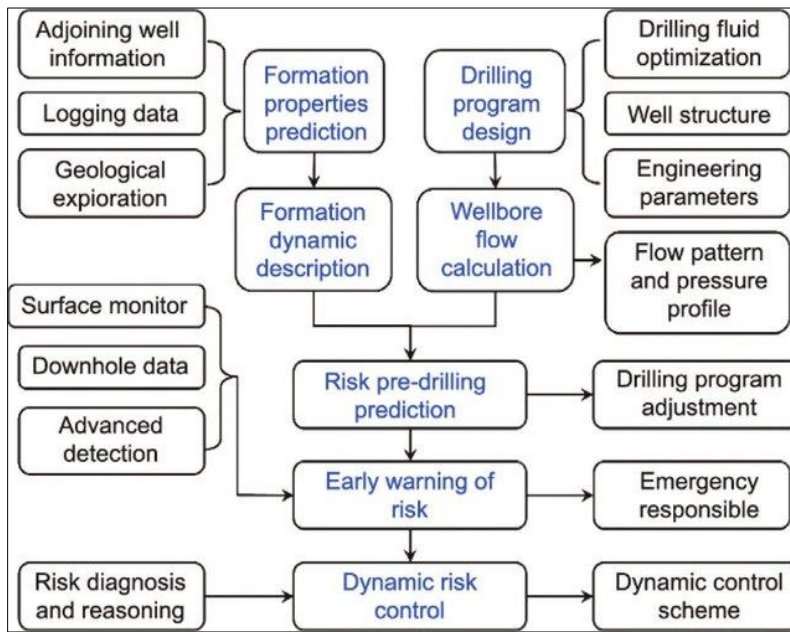 Adjoining well
information
Logging data
Geological
expioration
Formation
properties
prediction
Drilling
program
design
Drilling fluid
optimization
Well structure
Engineering
parameters
Formation
dynamic
description
Wellbore
flow
calculation
Flow pattern
and pressure
profile
Surface monitor
Downhole data
Advanced
detection
Risk pre-drilling
prediction
Drilling program
adjustment
Early warning of
risk
Emergency
responsible
Risk diagnosis
and reasoning
Dynamic risk
control
Dynamic control
scheme